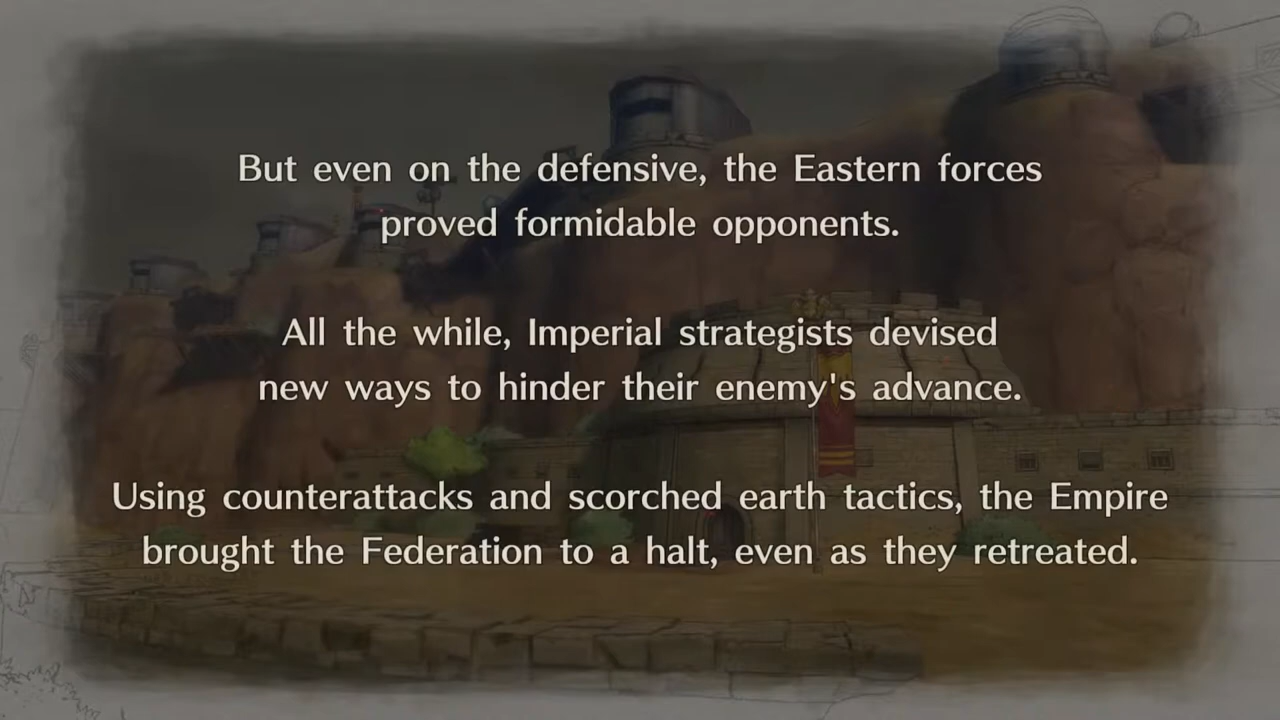 But even on the defensive, the Eastern forces
proved formidable opponents.
All the while, Imperial strategists devised
new ways to hinder their enemy's advance.
Using counterattacks and scorched earth tactics, the Empire
brought the Federation to a halt, even as they retreated.